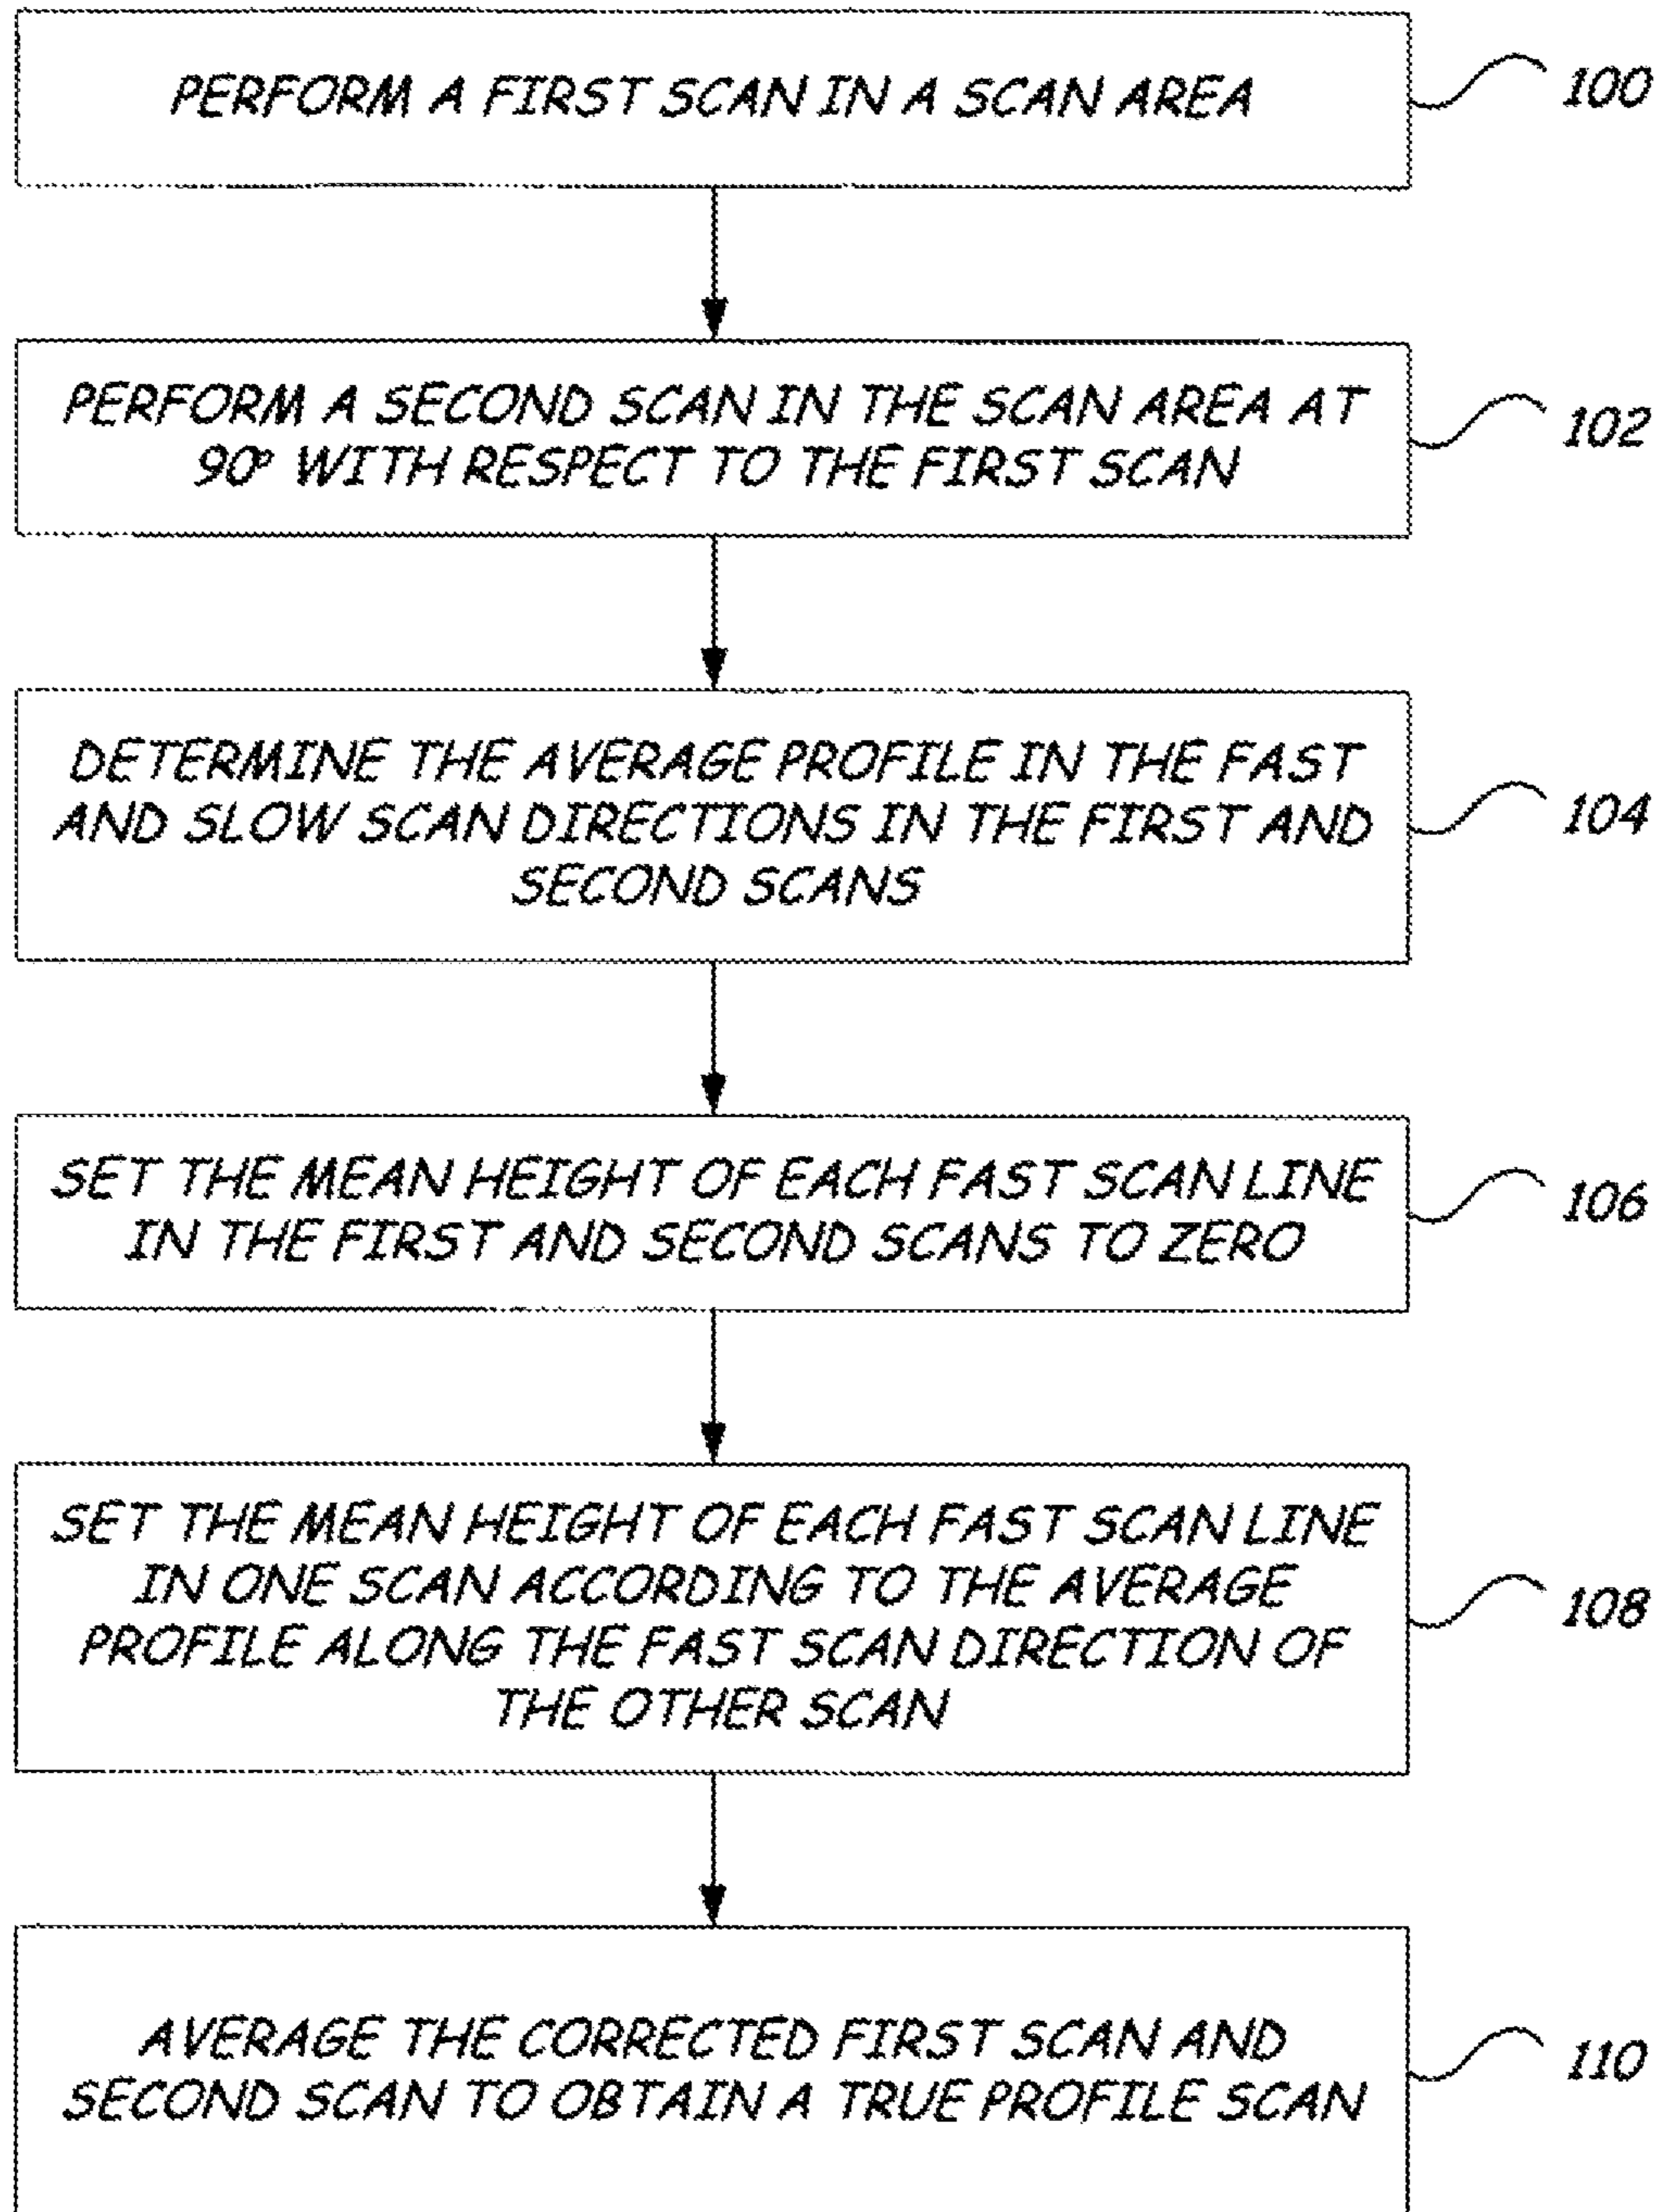 PERFORM A FIRST SCAN IN A SCAN AREA
100
PERFORM A SECOND SCAN IN THE SCAN AREA AT
90° WITH RESPECT TO THE FIRST SCAN
102
DETERMINE THE AVERAGE PROFILE IN THE FAST
AND SLOW SCAN DIRECTIONS IN THE FIRST AND
SECOND SCANS
104
SET THE MEAN HEIGHT OF EACH FAST SCAN LINE
IN THE FIRST AND SECOND SCANS TO ZERO
106
SET THE MEAN HEIGHT OF EACH FAST SCAN LINE
IN ONE SCAN ACCORDING TO THE AVERAGE
PROFILE ALONG THE FAST SCAN DIRECTION OF
THE OTHER SCAN
108
AVERAGE THE CORRECTED FIRST SCAN AND
SECOND SCAN TO OBTAIN A TRUE PROFILE SCAN
110